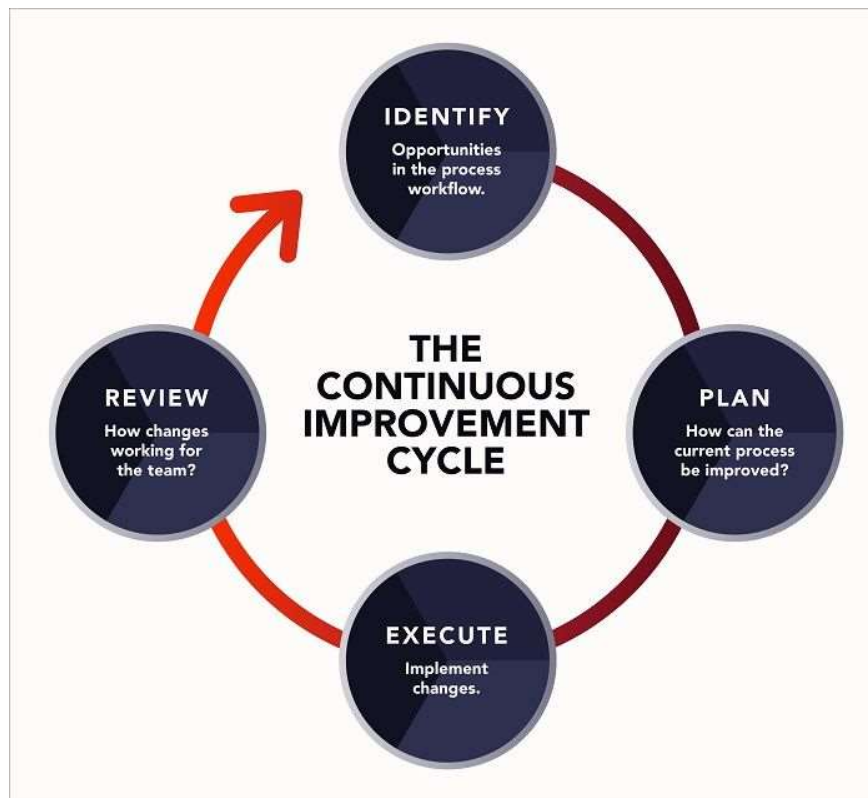 IDENTIFY
Opportunities
in the process
workflow.
THE
CONTINUOUS
IMPROVEMENT
CYCLE
REVIEW
How changes
working for
the team?
PLAN
How can the
current process
be improved?
EXECUTE
Implement
changes.